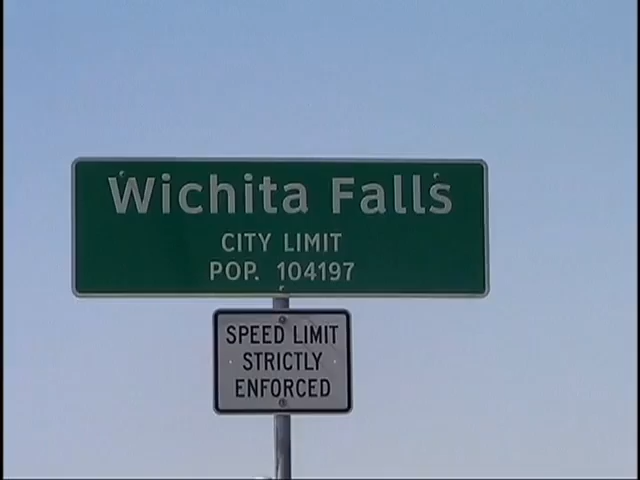 Wichita Falls
CITY LIMIT
POP. 104197
SPEED LIMIT
STRICTLY
ENFORCED